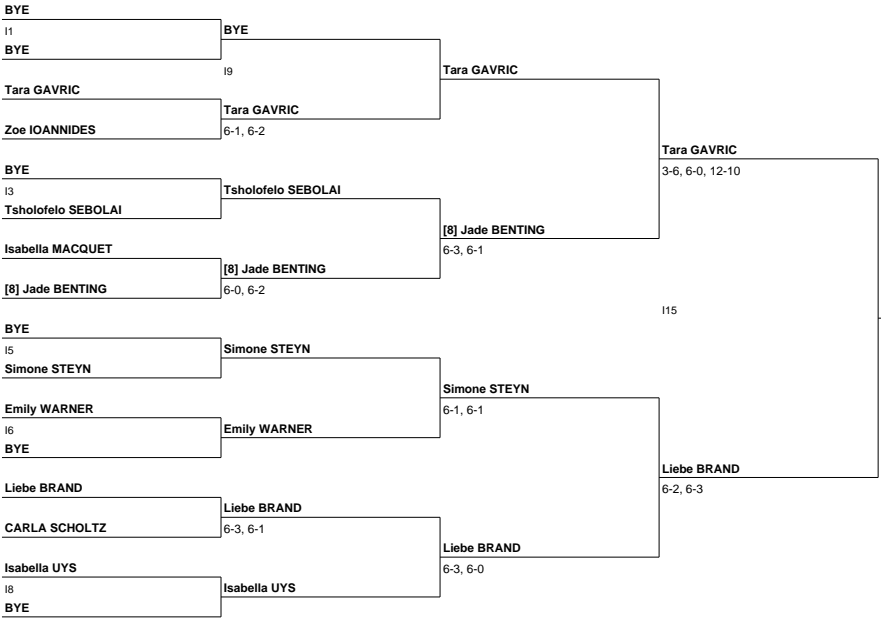 BYE
I1
BYE
BYE
I9
Tara GAVRIC
Tara GAVRIC
Tara GAVRIC
6-1, 6-2
Zoe IOANNIDES
Tara GAVRIC
3-6, 6-0, 12-10
BYE
I3
Tsholofelo SEBOLAI
Tsholofelo SEBOLAI
[8] Jade BENTING
6-3, 6-1
Isabella MACQUET
[8] Jade BENTING
6-0, 6-2
[8] Jade BENTING
I15
BYE
I5
Simone STEYN
Simone STEYN
Simone STEYN
6-1, 6-1
Emily WARNER
I6
Emily WARNER
BYE
Liebe BRAND
6-2, 6-3
Liebe BRAND
Liebe BRAND
6-3, 6-1
CARLA SCHOLTZ
Liebe BRAND
6-3, 6-0
Isabella UYS
I8
Isabella UYS
BYE